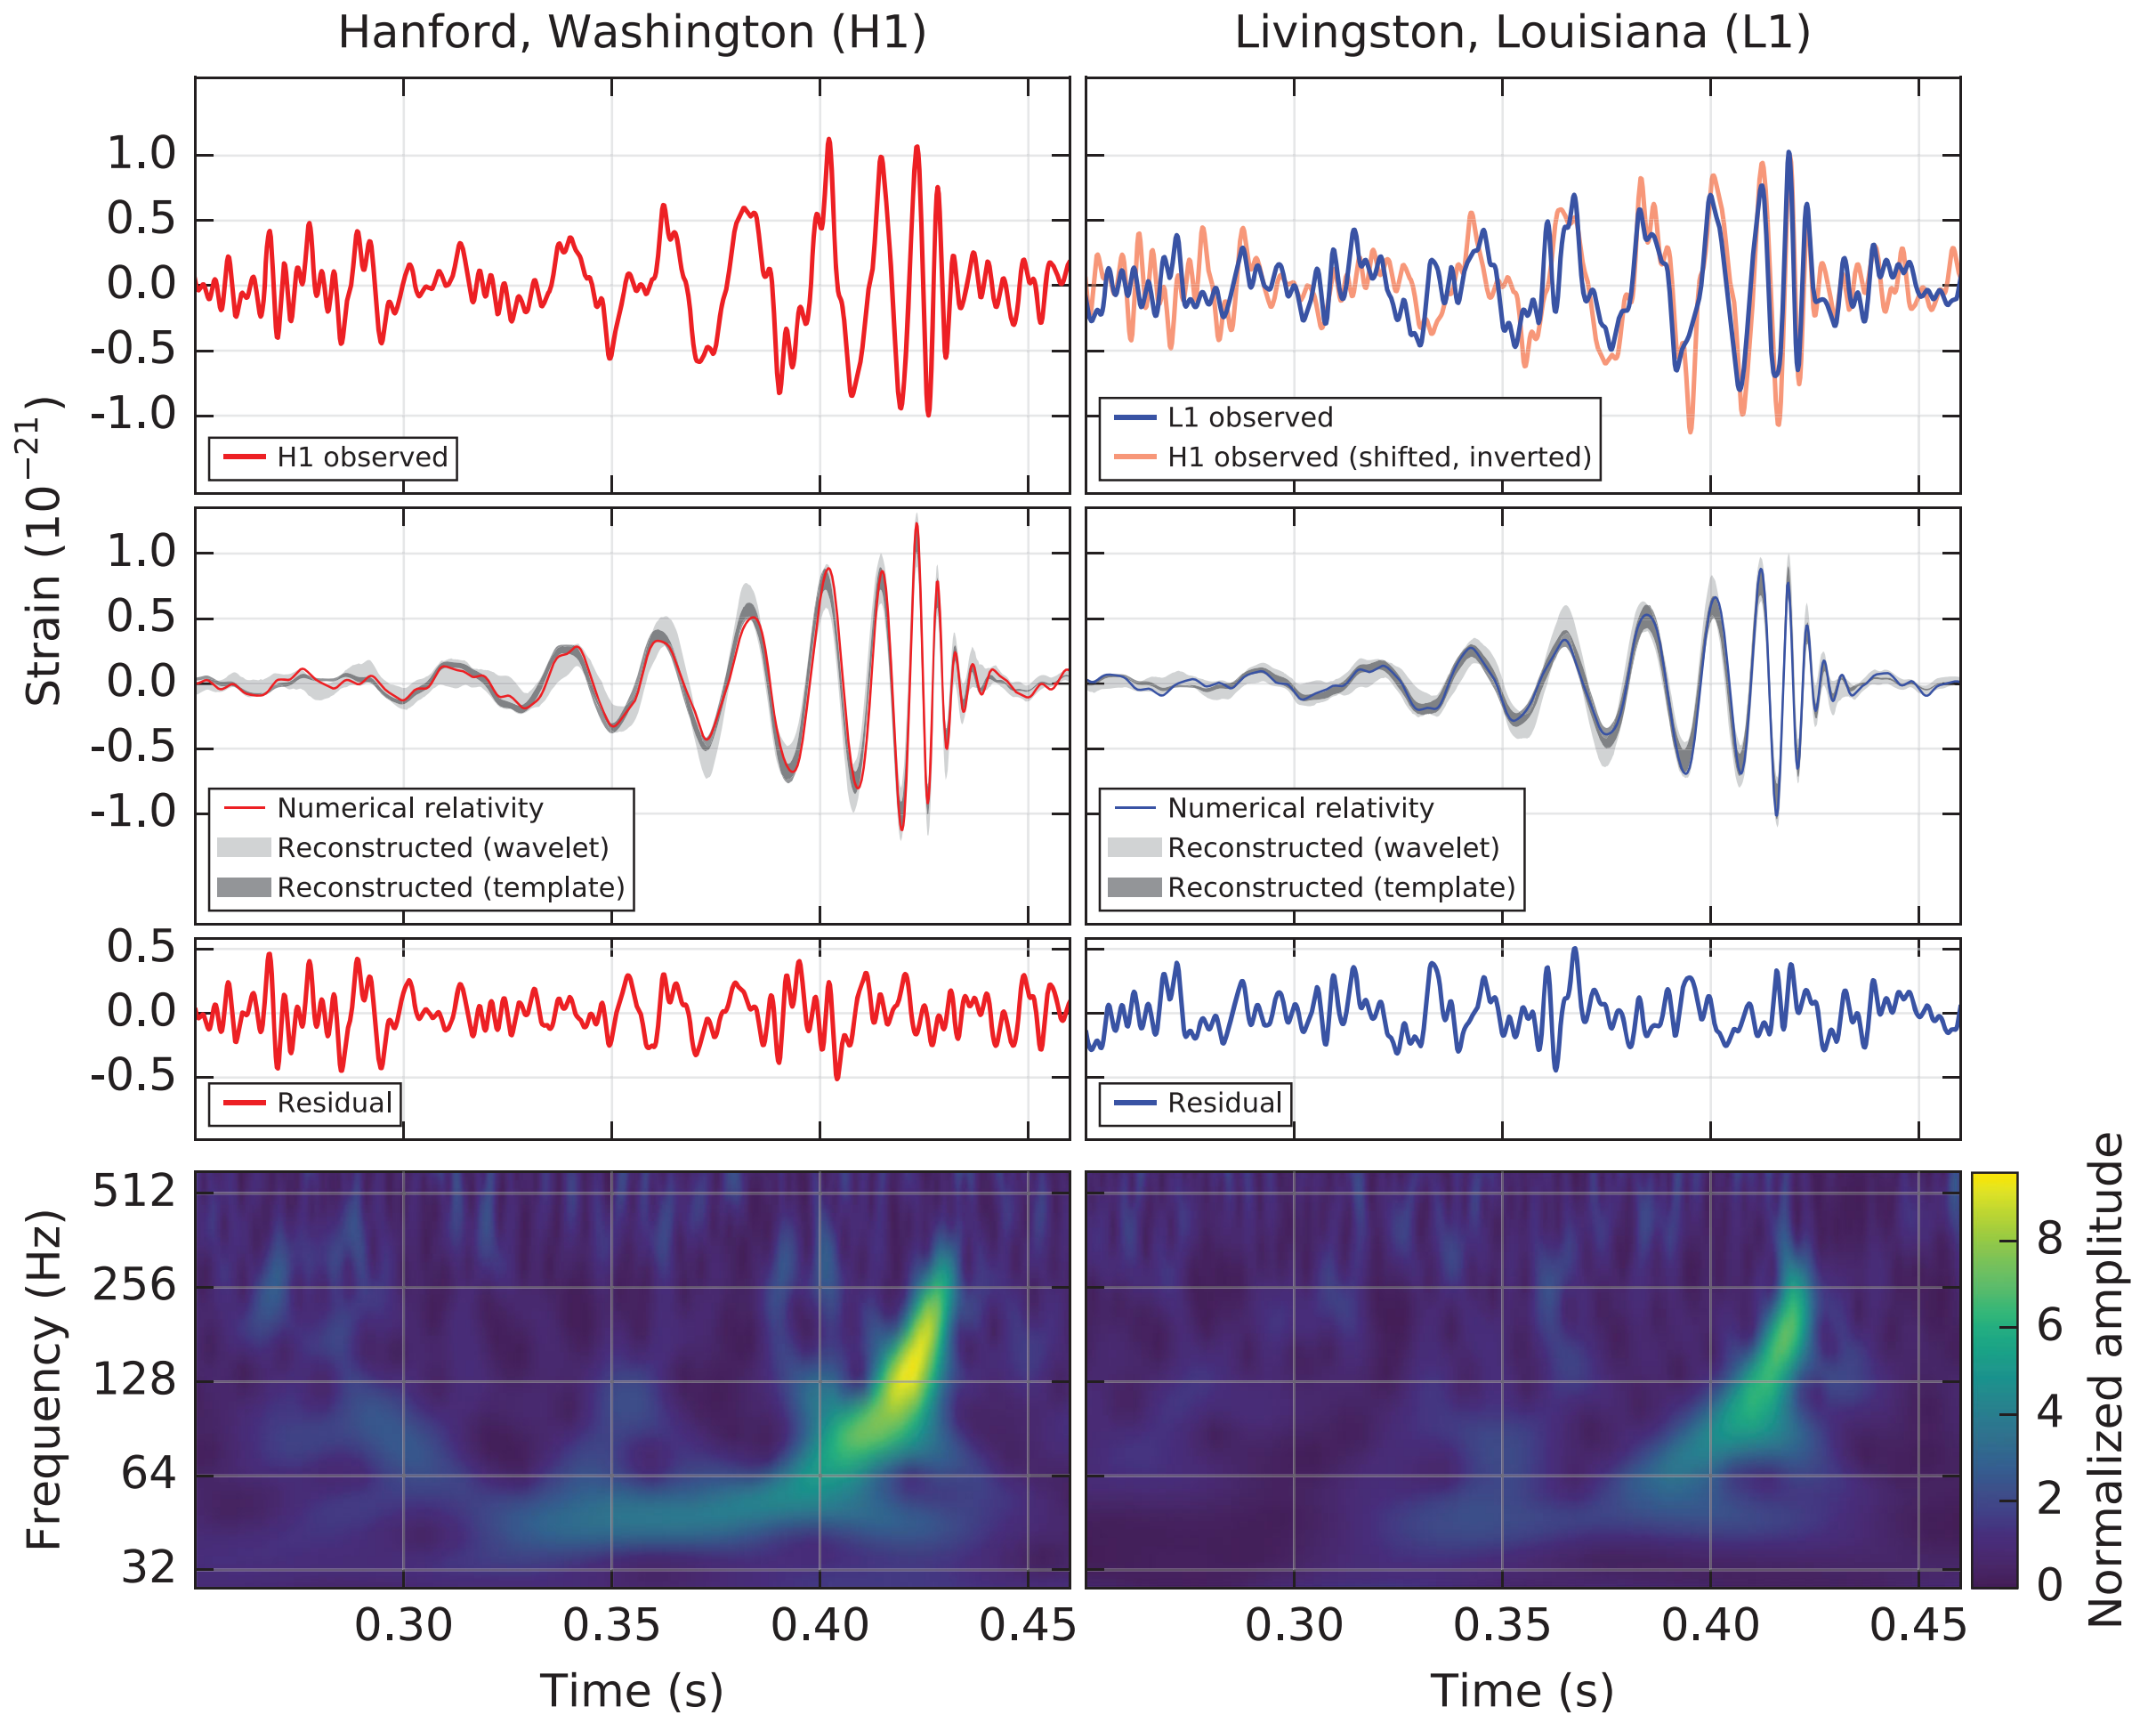 Hanford, Washington (H1)
Livingston, Louisiana (L1)
Strain (10⁻²¹)
1.0
0.5
0.0
-0.5
-1.0
H1 observed
L1 observed
H1 observed (shifted, inverted)
1.0
0.5
0.0
-0.5
-1.0
Numerical relativity
Reconstructed (wavelet)
Reconstructed (template)
Numerical relativity
Reconstructed (wavelet)
Reconstructed (template)
0.5
0.0
-0.5
Residual
Residual
Frequency (Hz)
512
256
128
64
32
Normalized amplitude
8
6
4
2
0
0.30 0.35 0.40 0.45
0.30 0.35 0.40 0.45
Time (s)
Time (s)